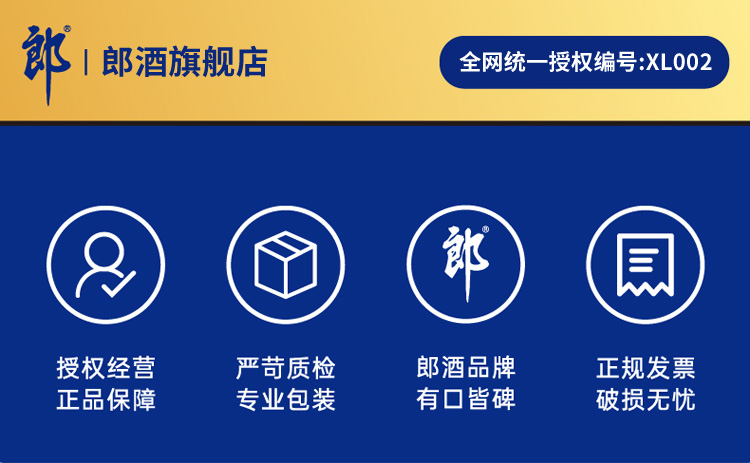 郎® | 郎酒旗舰店
全网统一授权编号:XL002
郎®
授权经营
正品保障
严苛质检
专业包装
郎酒品牌
有口皆碑
正规发票
破损无忧